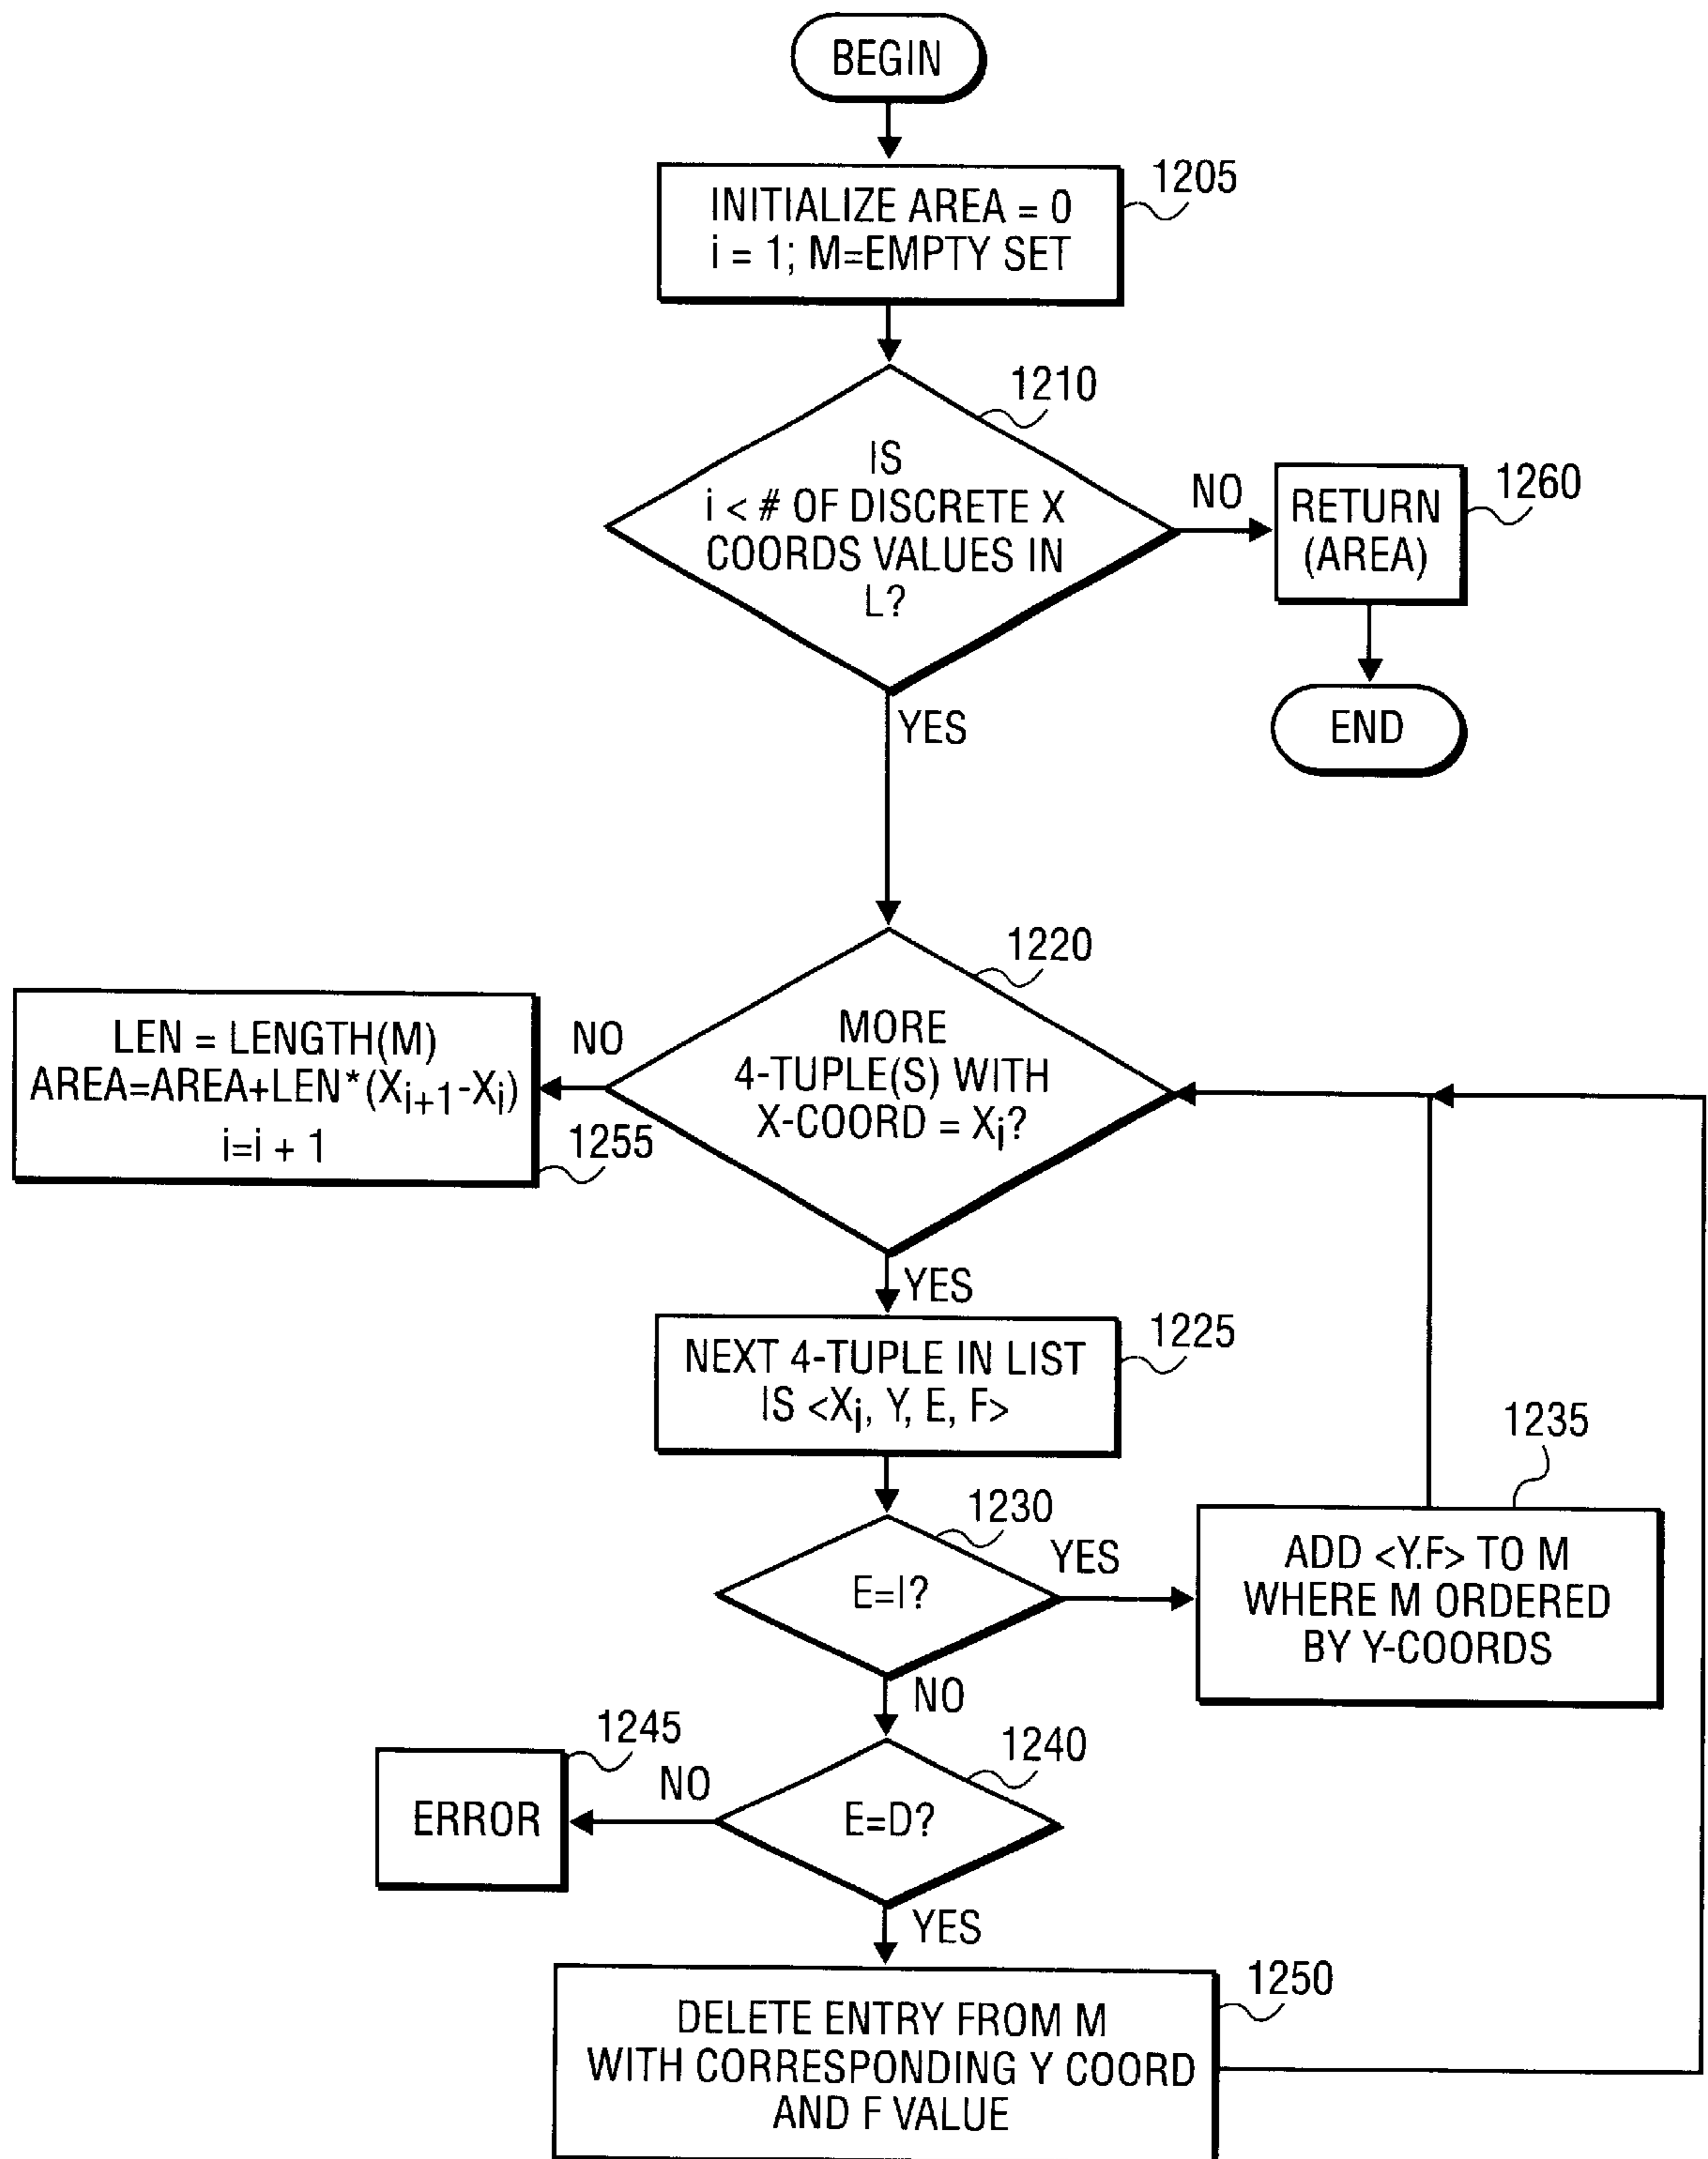 BEGIN
1205
INITIALIZE AREA = 0
i = 1; M=EMPTY SET
1210
IS
i < # OF DISCRETE X
COORDS VALUES IN
L?
NO
1260
RETURN
(AREA)
END
YES
1220
MORE
4-TUPLE(S) WITH
X-COORD = Xi?
NO
LEN = LENGTH(M)
AREA=AREA+LEN*(Xi+1-Xi)
i=i + 1
1255
YES
1225
NEXT 4-TUPLE IN LIST
IS <Xi, Y, E, F>
1230
E=I?
YES
1235
ADD <Y.F> TO M
WHERE M ORDERED
BY Y-COORDS
NO
1240
E=D?
NO
1245
ERROR
YES
1250
DELETE ENTRY FROM M
WITH CORRESPONDING Y COORD
AND F VALUE